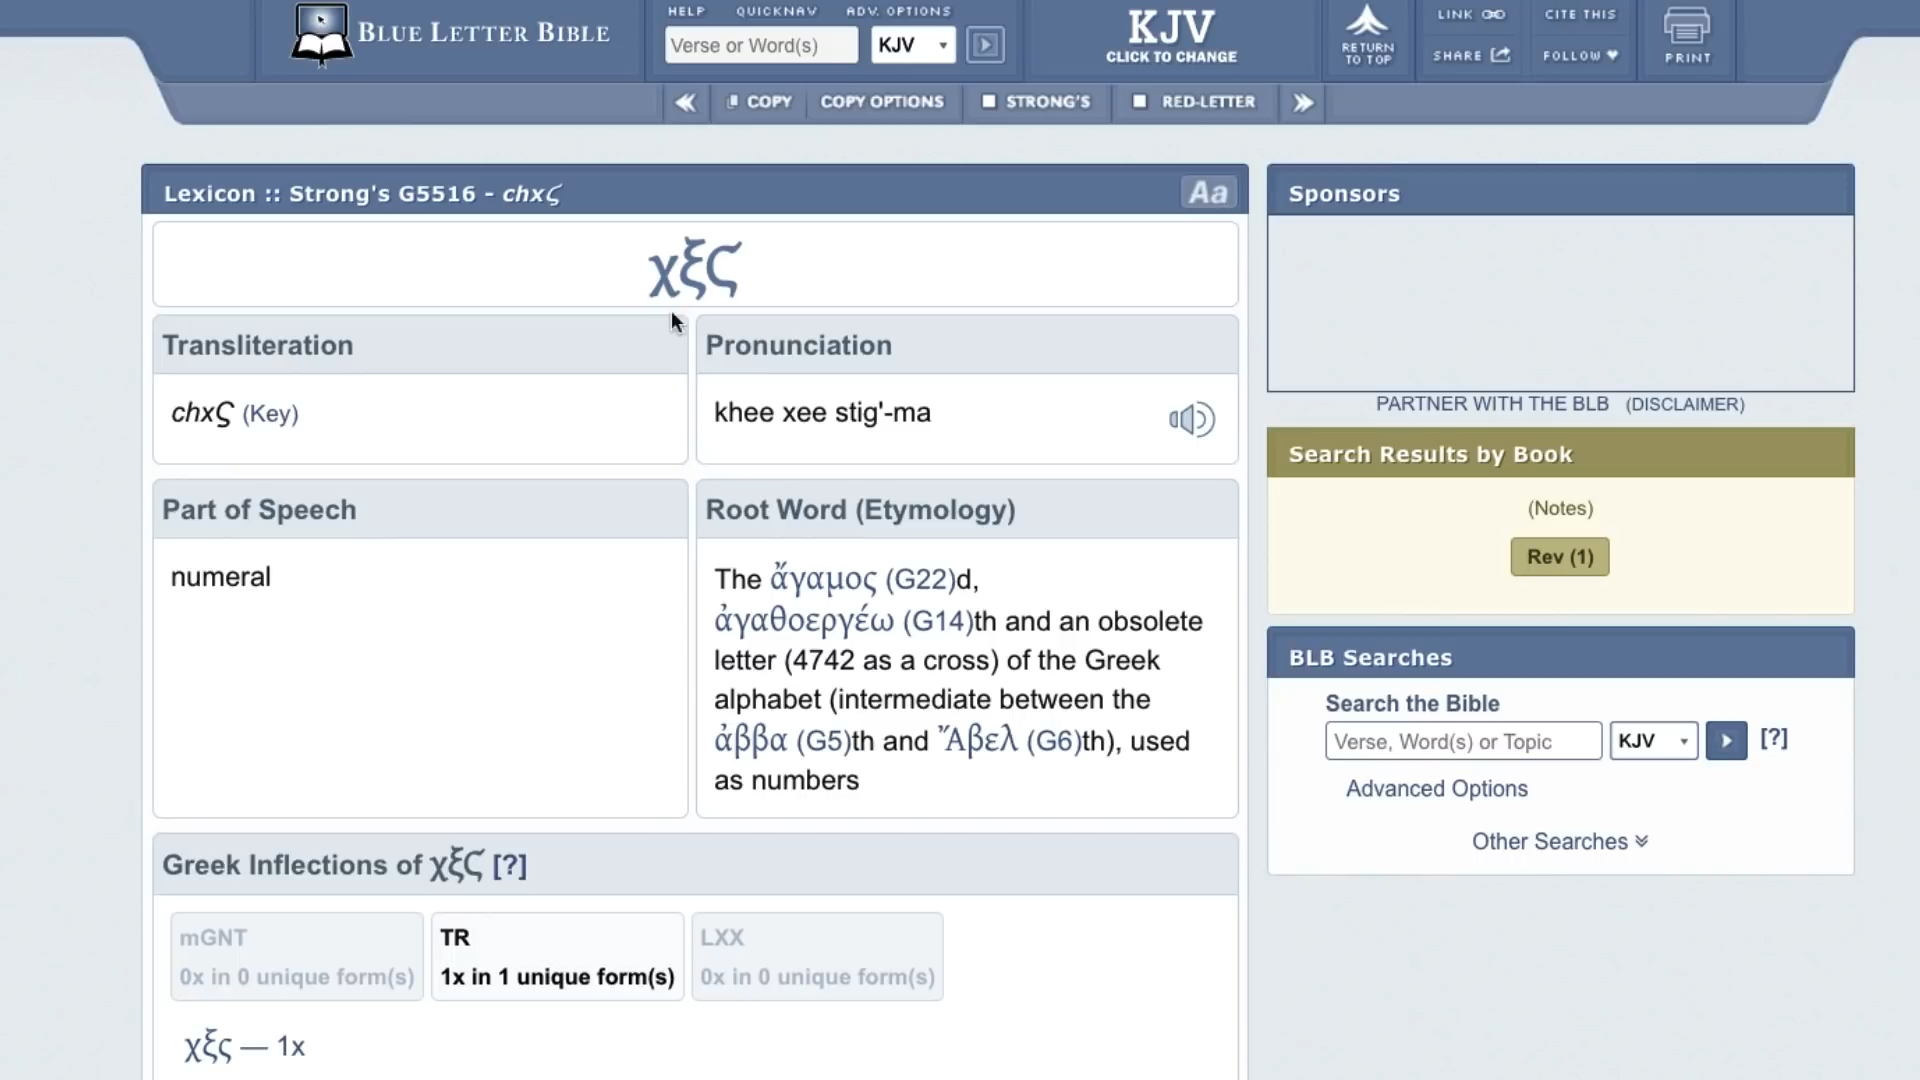 BLUE LETTER BIBLE
HELP QUICKNAV ADV. OPTIONS
Verse or Word(s) KJV
KJV
CLICK TO CHANGE
RETURN
TO TOP
LINK CITE THIS
SHARE FOLLOW
PRINT
COPY COPY OPTIONS STRONG'S RED-LETTER
Lexicon :: Strong's G5516 - chxϛ
Aa
χξϛ
Transliteration
chxϛ (Key)
Pronunciation
khee xee stig'-ma
Part of Speech
numeral
Root Word (Etymology)
The ἄγαμος (G22)d,
ἀγαθοεργέω (G14)th and an obsolete
letter (4742 as a cross) of the Greek
alphabet (intermediate between the
ἀββα (G5)th and Ἄβελ (G6)th), used
as numbers
Greek Inflections of χξϛ [?]
mGNT
0x in 0 unique form(s)
TR
1x in 1 unique form(s)
LXX
0x in 0 unique form(s)
χξς — 1x
Sponsors
PARTNER WITH THE BLB (DISCLAIMER)
Search Results by Book
(Notes)
Rev (1)
BLB Searches
Search the Bible
Verse, Word(s) or Topic KJV [?]
Advanced Options
Other Searches